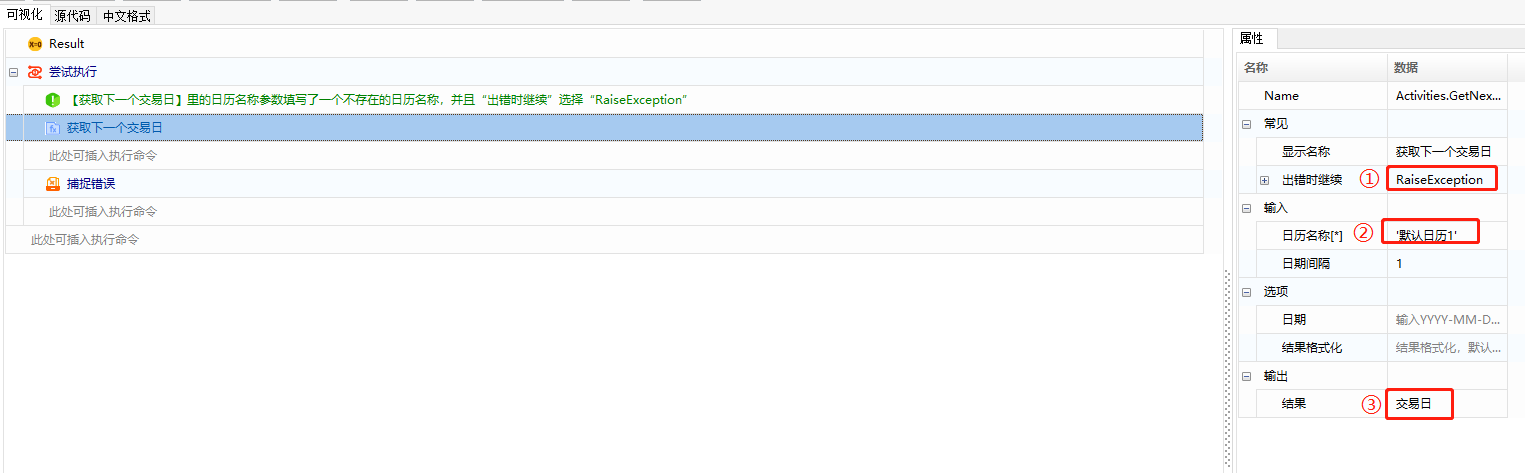 可视化 源代码 中文格式
x=0 Result
尝试执行
【获取下一个交易日】里的日历名称参数填写了一个不存在的日历名称，并且“出错时继续”选择“RaiseException”
fx 获取下一个交易日
此处可插入执行命令
捕捉错误
此处可插入执行命令
此处可插入执行命令
属性
名称 数据
Name Activities.GetNex...
常见
显示名称 获取下一个交易日
出错时继续 ① RaiseException
输入
日历名称[*] ② '默认日历1'
日期间隔 1
选项
日期 输入YYYY-MM-D...
结果格式化 结果格式化，默认...
输出
结果 ③ 交易日